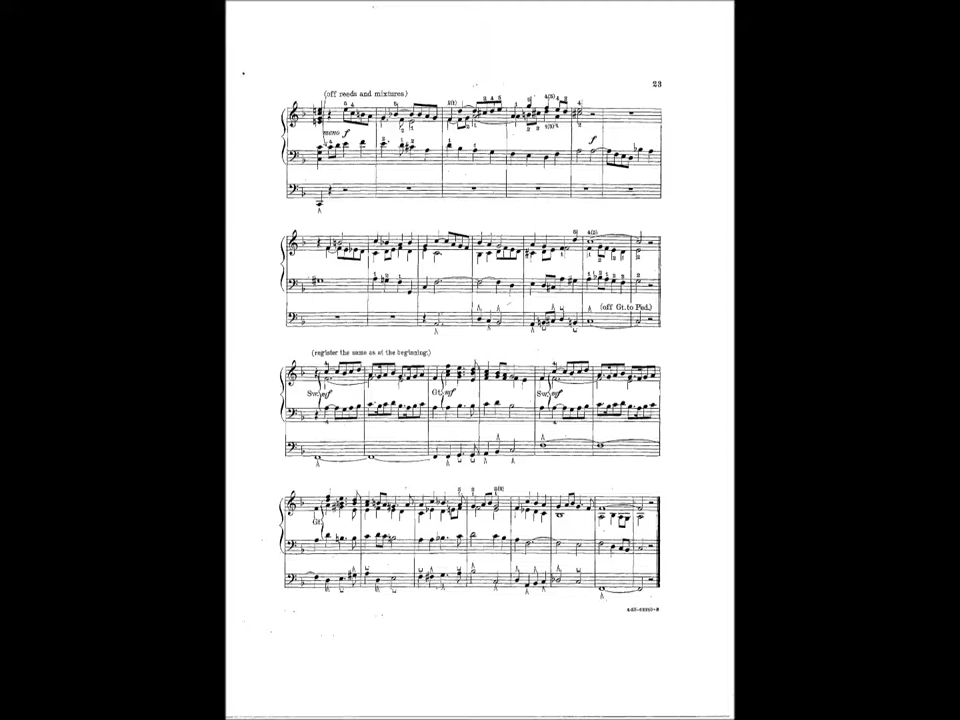 23
(off reeds and mixtures)
meno f
f
(off Gt. to Ped.)
(register the same as at the beginning.)
Sw. mf
Gt. mf
Sw. mf
Gt.